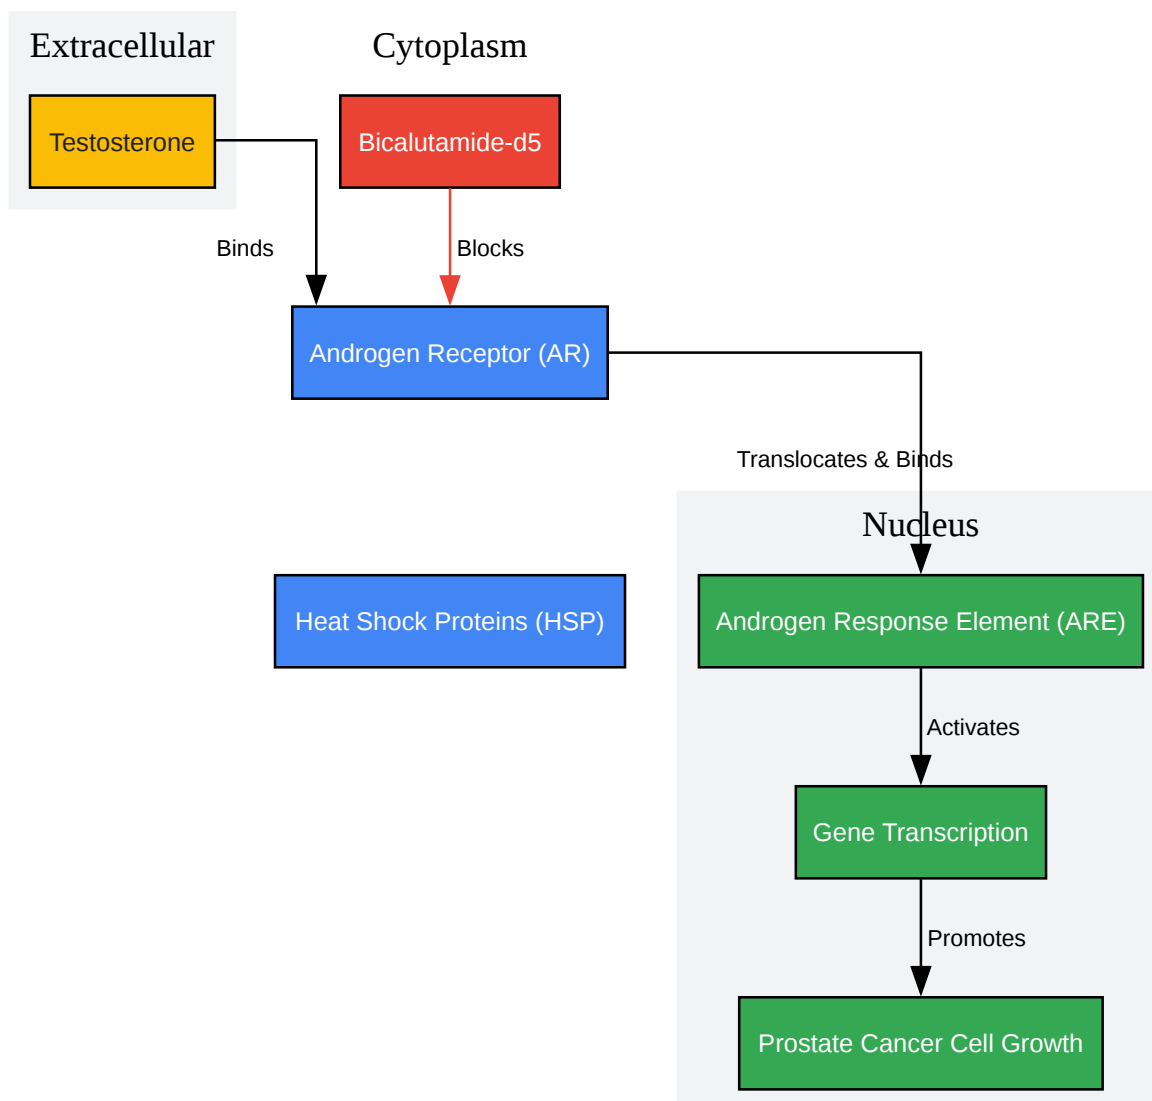 Extracellular
Cytoplasm
Testosterone
Bicalutamide-d5
Binds
Blocks
Androgen Receptor (AR)
Translocates & Binds
Nucleus
Heat Shock Proteins (HSP)
Androgen Response Element (ARE)
Activates
Gene Transcription
Promotes
Prostate Cancer Cell Growth